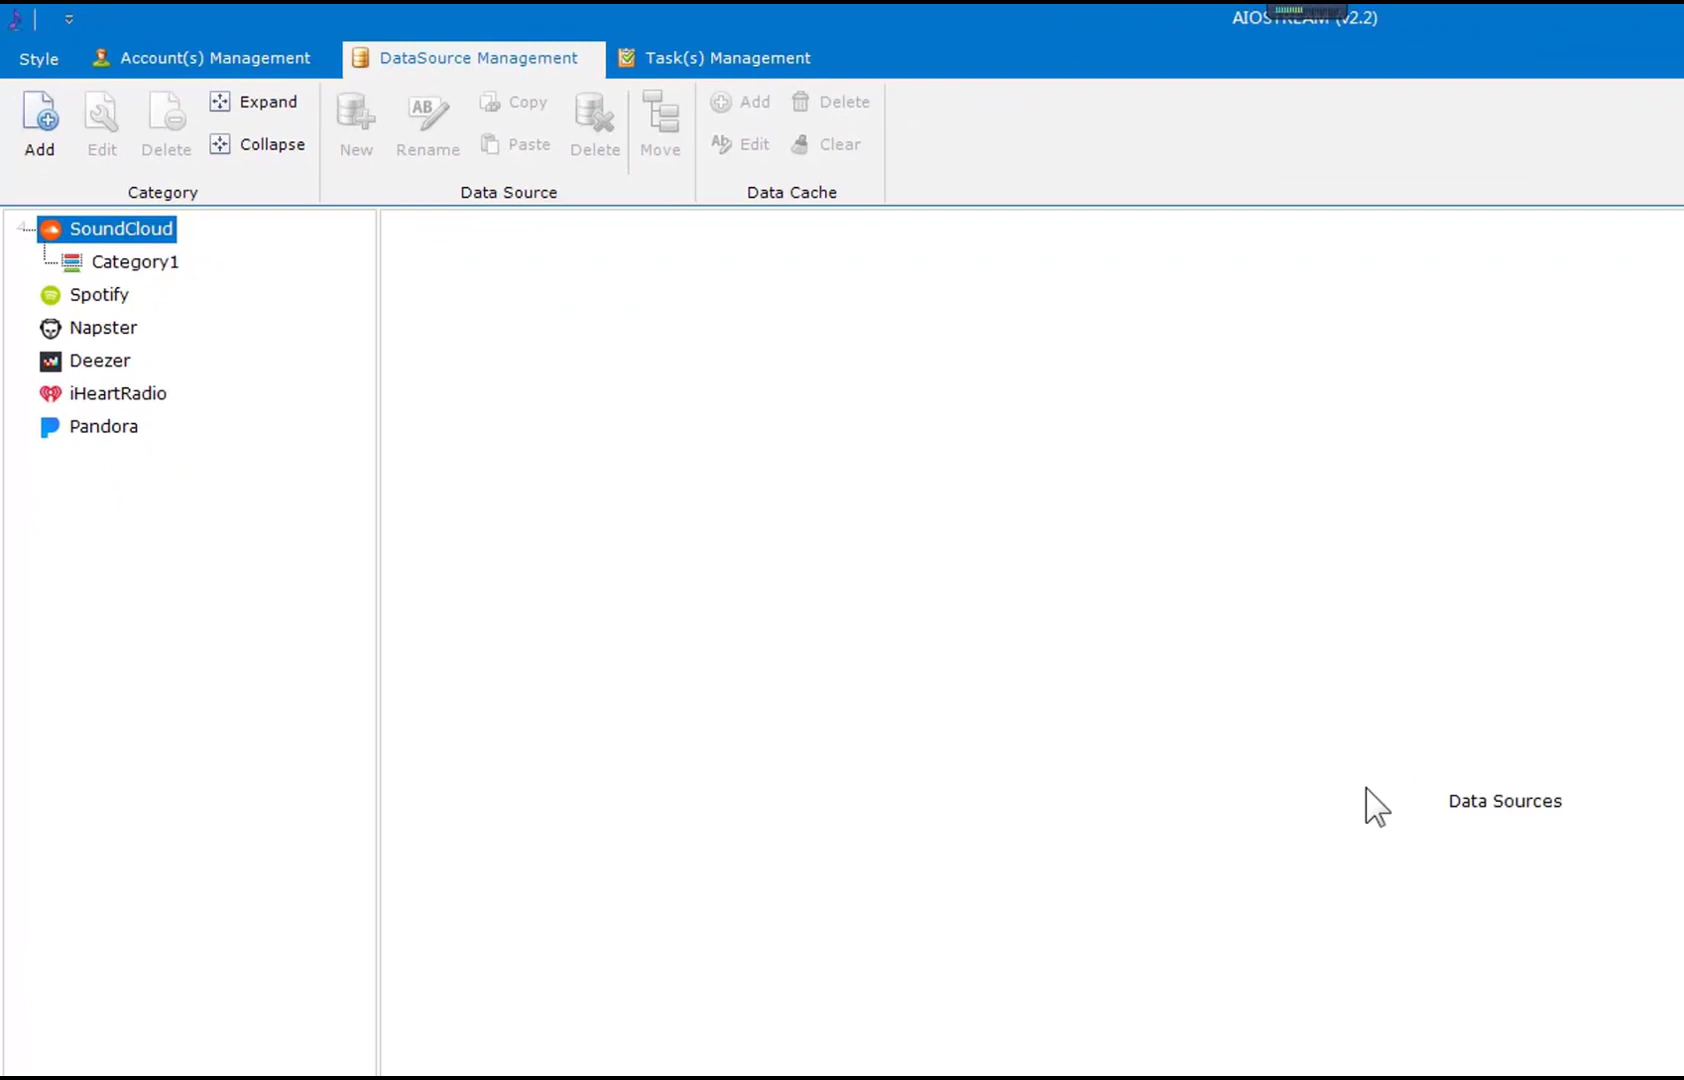 AIOSTREAM (v2.2)
Style Account(s) Management DataSource Management Task(s) Management
Add Edit Delete Expand Collapse
Category
New AB Rename Copy Paste Delete Move
Data Source
Add Delete Ab Edit Clear
Data Cache
SoundCloud
Category1
Spotify
Napster
Deezer
iHeartRadio
Pandora
Data Sources